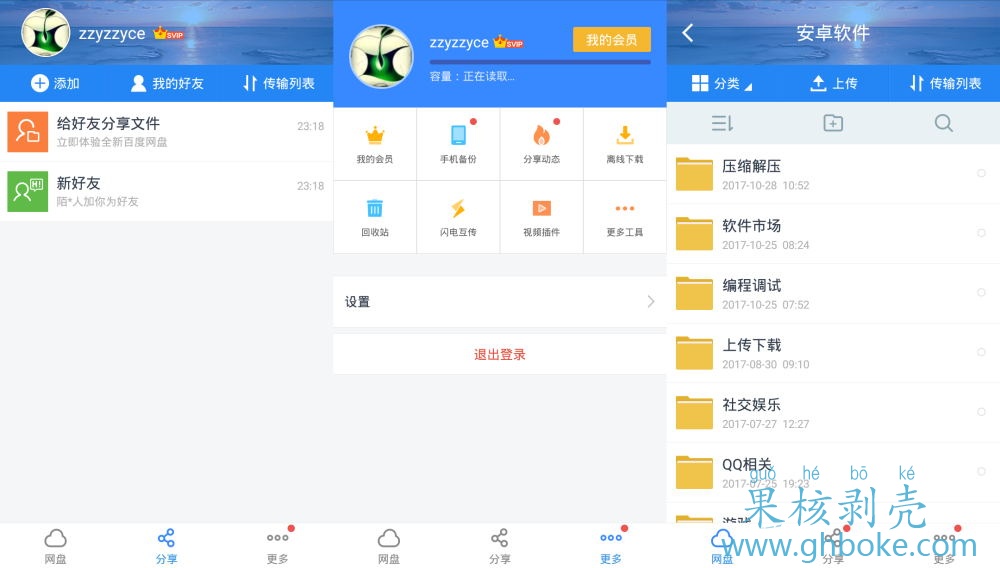 zzyzzyce SVIP
添加 我的好友 传输列表
给好友分享文件 23:18
立即体验全新百度网盘
新好友 23:18
陌*人加你为好友
网盘 分享 更多
zzyzzyce SVIP 我的会员
容量：正在读取...
我的会员 手机备份 分享动态 离线下载
回收站 闪电互传 视频插件 更多工具
设置
退出登录
网盘 分享 更多
安卓软件
分类 上传 传输列表
压缩解压
2017-10-28 10:52
软件市场
2017-10-25 08:24
编程调试
2017-10-25 07:52
上传下载
2017-08-30 09:10
社交娱乐
2017-07-27 12:27
QQ相关
2017-07-25 19:23
游戏
网盘 分享 更多
guǒ hé bō ké
果核剥壳
www.ghboke.com